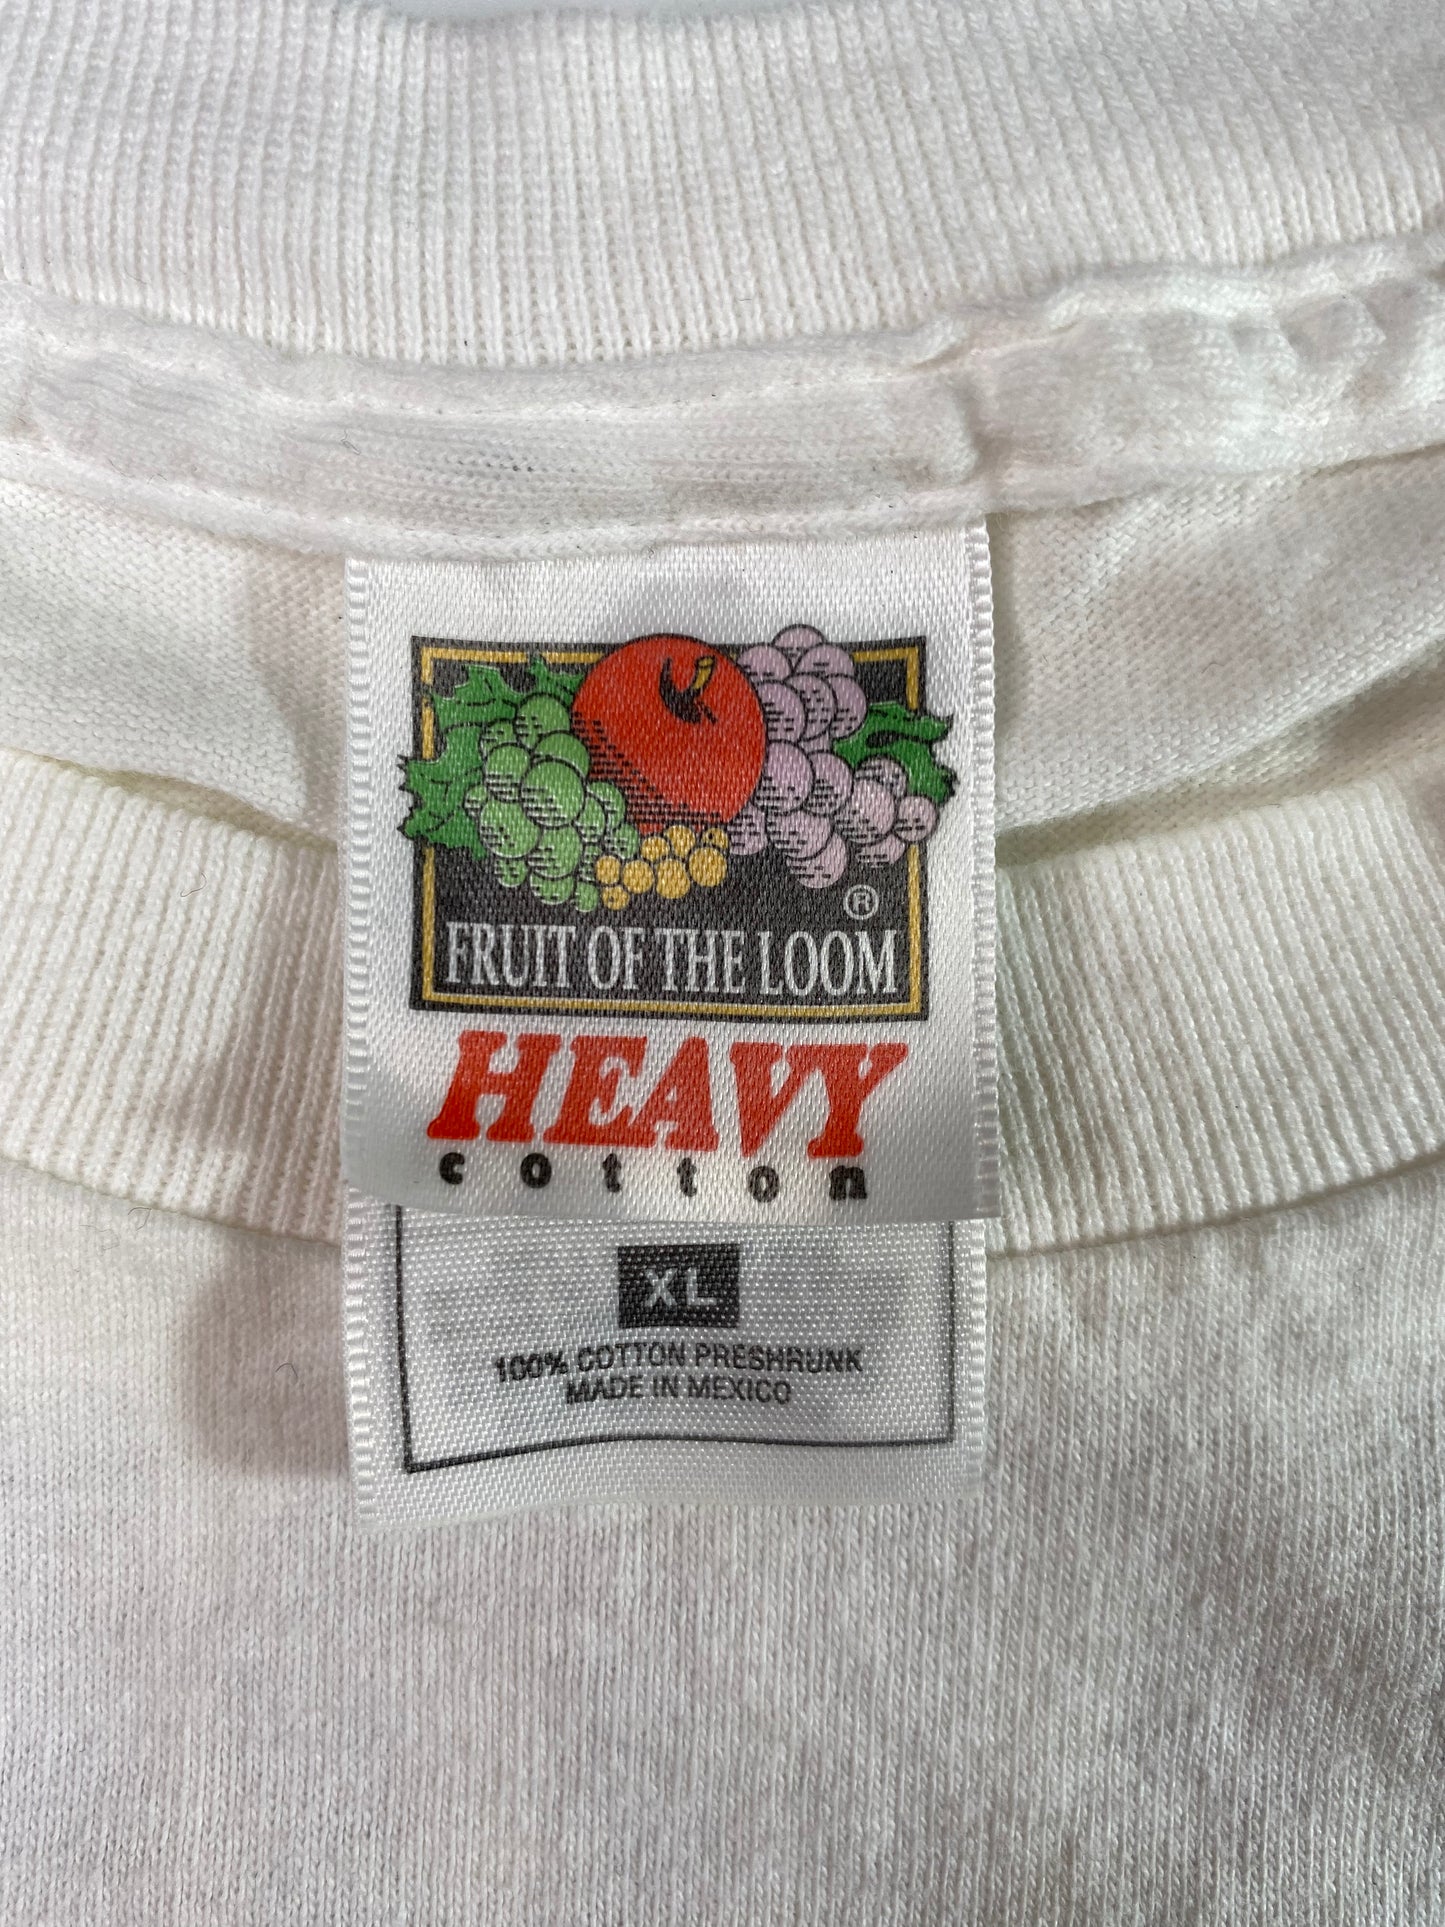 ®
FRUIT OF THE LOOM
HEAVY
cotton
XL
100% COTTON PRESHRUNK
MADE IN MEXICO